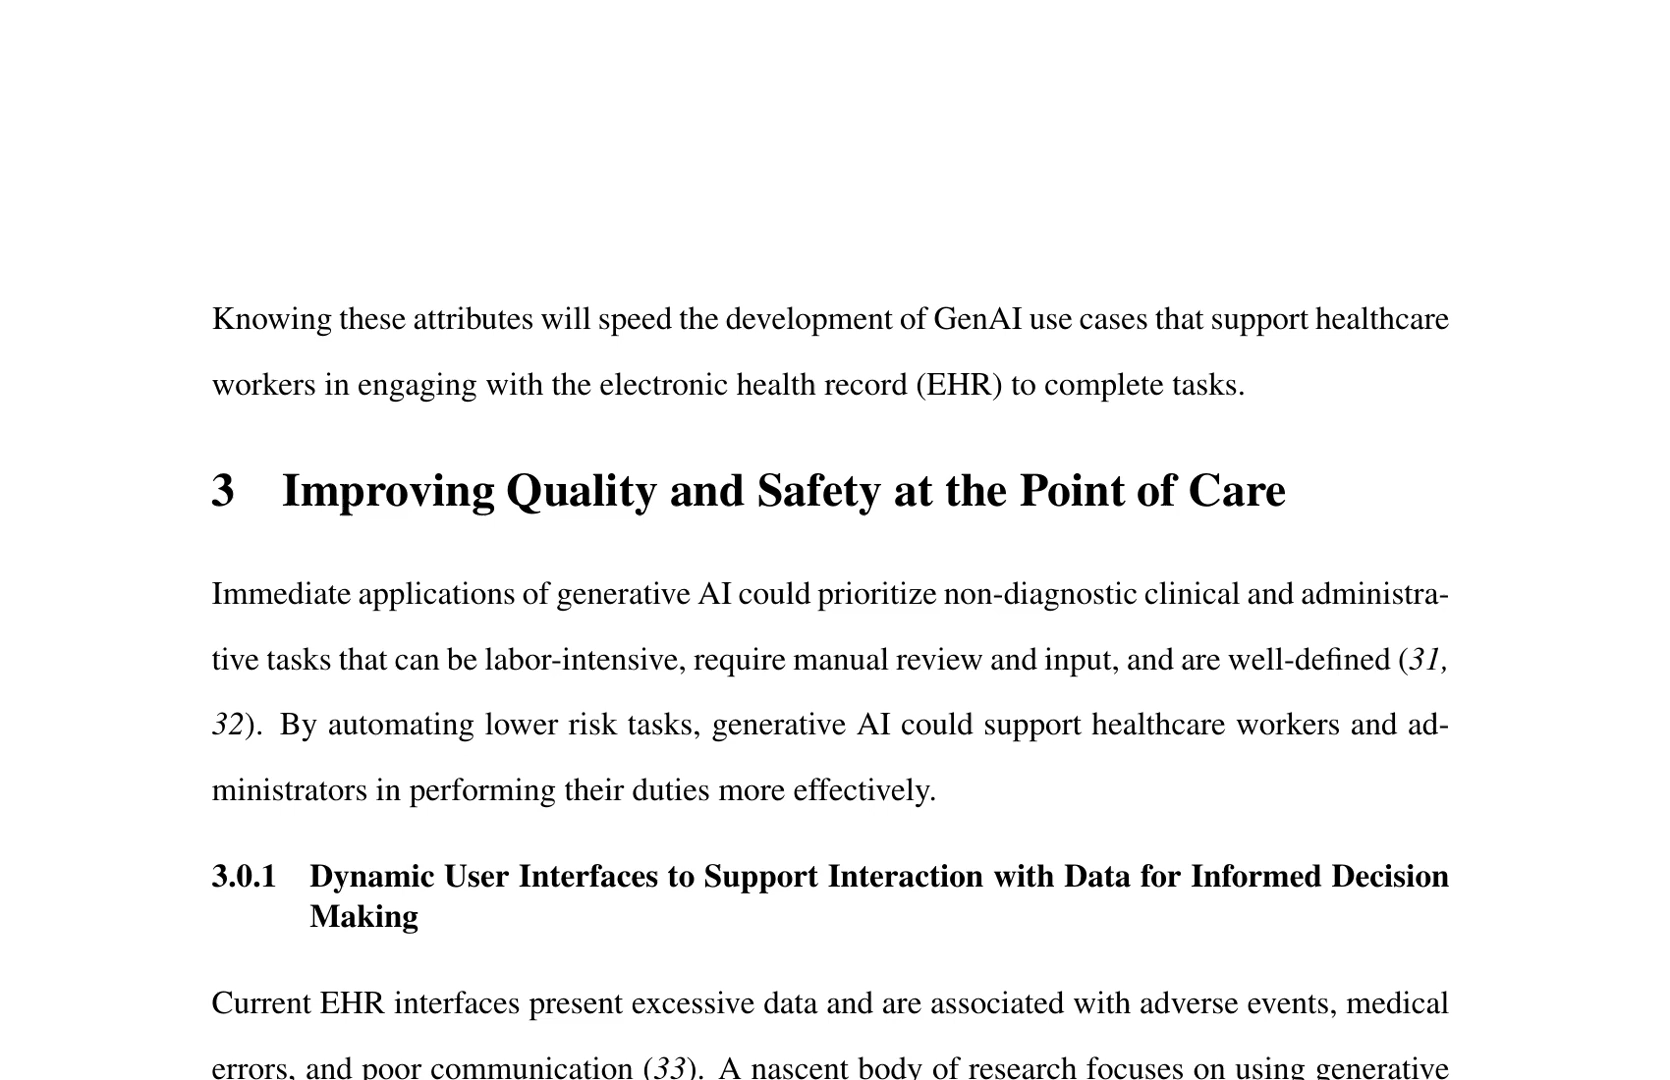 Knowing these attributes will speed the development of GenAI use cases that support healthcare
workers in engaging with the electronic health record (EHR) to complete tasks.
3 Improving Quality and Safety at the Point of Care
Immediate applications of generative AI could prioritize non-diagnostic clinical and administra-
tive tasks that can be labor-intensive, require manual review and input, and are well-defined (31,
32). By automating lower risk tasks, generative AI could support healthcare workers and ad-
ministrators in performing their duties more effectively.
3.0.1 Dynamic User Interfaces to Support Interaction with Data for Informed Decision
Making
Current EHR interfaces present excessive data and are associated with adverse events, medical
errors, and poor communication (33). A nascent body of research focuses on using generative